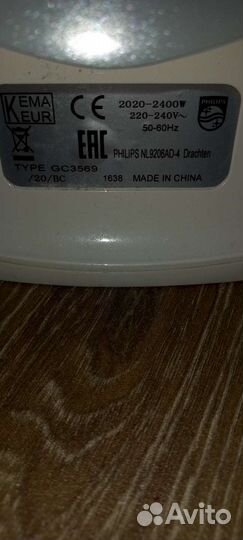 KEMA
KEUR
CE
2020-2400W
220-240V~
50-60Hz
PHILIPS
EAC
PHILIPS NL9206AD-4 Drachten
TYPE GC3569
/20/BC
1638 MADE IN CHINA
Avito